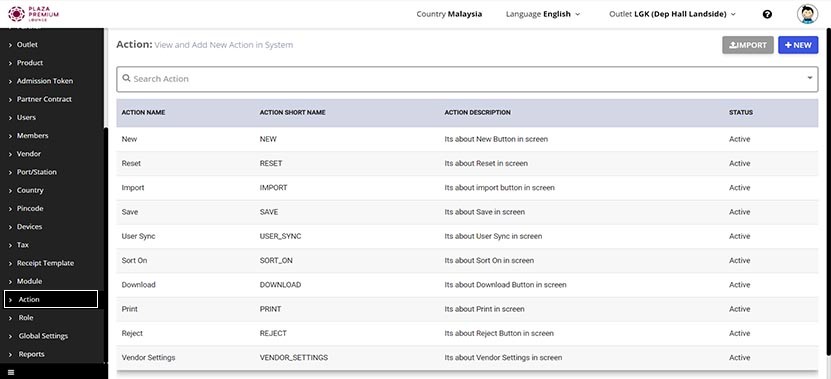 PLAZA
PREMIUM
LOUNGE
Country Malaysia
Language English
Outlet LGK (Dep Hall Landside)
?
Outlet
Product
Admission Token
Partner Contract
Users
Members
Vendor
Port/Station
Country
Pincode
Devices
Tax
Receipt Template
Module
Action
Role
Global Settings
Reports
Action: View and Add New Action in System
IMPORT
+ NEW
Search Action
ACTION NAME ACTION SHORT NAME ACTION DESCRIPTION STATUS
New NEW Its about New Button in screen Active
Reset RESET Its about Reset in screen Active
Import IMPORT Its about import button in screen Active
Save SAVE Its about Save in screen Active
User Sync USER_SYNC Its about User Sync in screen Active
Sort On SORT_ON Its about Sort On in screen Active
Download DOWNLOAD Its about Download Button in screen Active
Print PRINT Its about Print in screen Active
Reject REJECT Its about Reject Button in screen Active
Vendor Settings VENDOR_SETTINGS Its about Vendor Settings in screen Active